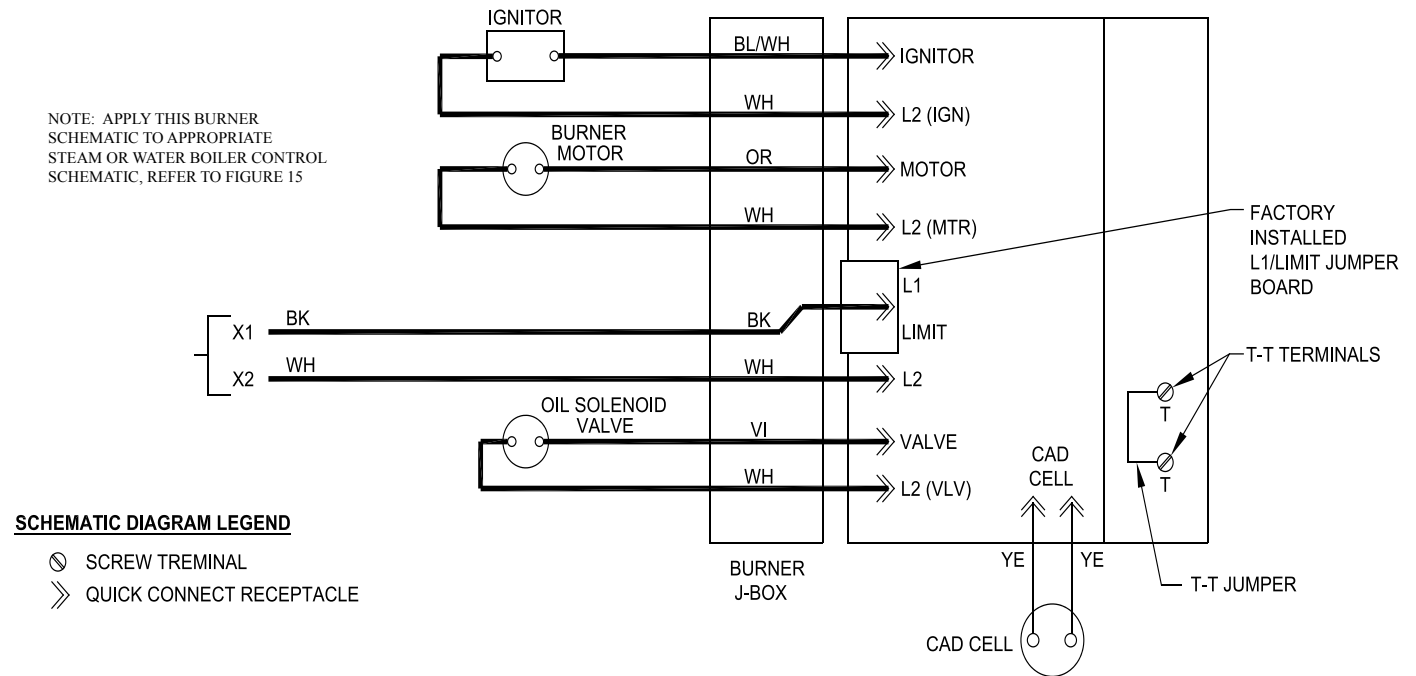 IGNITOR
BL/WH
IGNITOR
WH
L2 (IGN)
NOTE: APPLY THIS BURNER
SCHEMATIC TO APPROPRIATE
STEAM OR WATER BOILER CONTROL
SCHEMATIC, REFER TO FIGURE 15
BURNER
MOTOR
OR
MOTOR
WH
L2 (MTR)
FACTORY
INSTALLED
L1/LIMIT JUMPER
BOARD
L1
X1
BK
BK
LIMIT
X2
WH
WH
L2
T-T TERMINALS
T
T
OIL SOLENOID
VALVE
VI
VALVE
WH
L2 (VLV)
CAD
CELL
SCHEMATIC DIAGRAM LEGEND
SCREW TREMINAL
QUICK CONNECT RECEPTACLE
BURNER
J-BOX
YE
YE
T-T JUMPER
CAD CELL